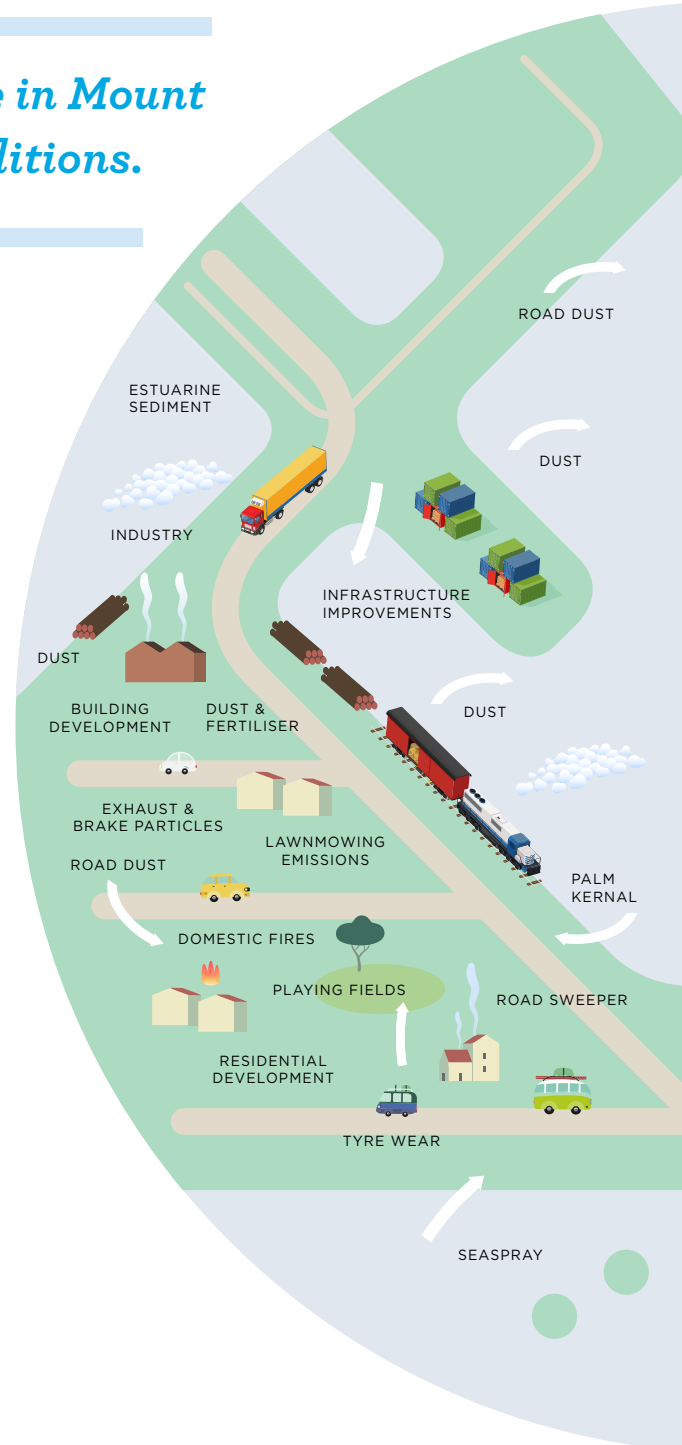 e in Mount
ditions.
ROAD DUST
ESTUARINE
SEDIMENT
DUST
INDUSTRY
INFRASTRUCTURE
IMPROVEMENTS
DUST
BUILDING
DEVELOPMENT
DUST &
FERTILISER
DUST
EXHAUST &
BRAKE PARTICLES
LAWNMOWING
EMISSIONS
ROAD DUST
PALM
KERNAL
DOMESTIC FIRES
PLAYING FIELDS
ROAD SWEEPER
RESIDENTIAL
DEVELOPMENT
TYRE WEAR
SEASPRAY